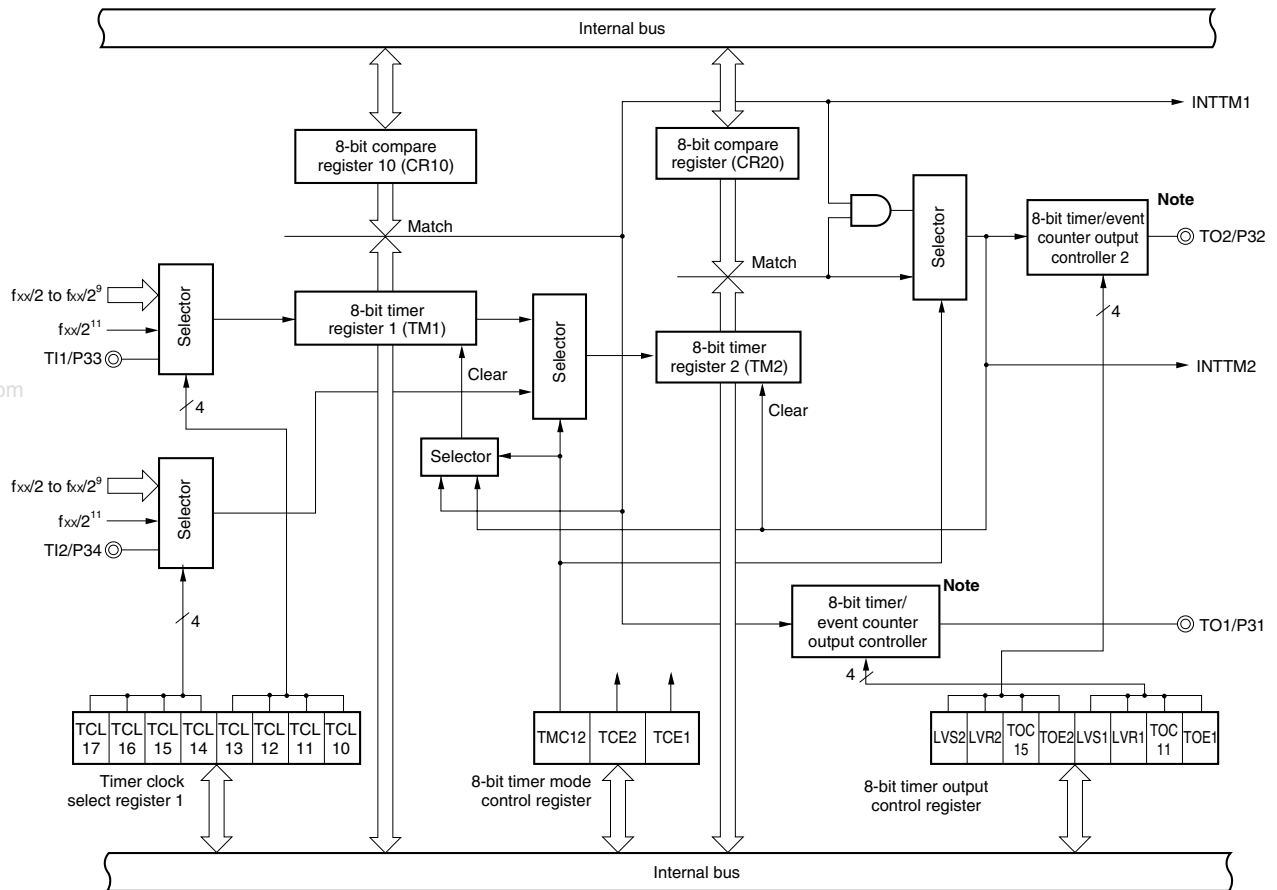 Internal bus
INTTM1
8-bit compare
register 10 (CR10)
8-bit compare
register (CR20)
Match
Selector
Note
8-bit timer/event
counter output
controller 2
TO2/P32
Match
fxx/2 to fxx/2⁹
fxx/2¹¹
TI1/P33
Selector
8-bit timer
register 1 (TM1)
Selector
8-bit timer
register 2 (TM2)
4
INTTM2
Clear
Clear
om
4
Selector
fxx/2 to fxx/2⁹
fxx/2¹¹
TI2/P34
Selector
4
Note
8-bit timer/
event counter
output controller
TO1/P31
4
TCL 17
TCL 16
TCL 15
TCL 14
TCL 13
TCL 12
TCL 11
TCL 10
TMC12
TCE2
TCE1
LVS2
LVR2
TOC 15
TOE2
LVS1
LVR1
TOC 11
TOE1
Timer clock
select register 1
8-bit timer mode
control register
8-bit timer output
control register
Internal bus